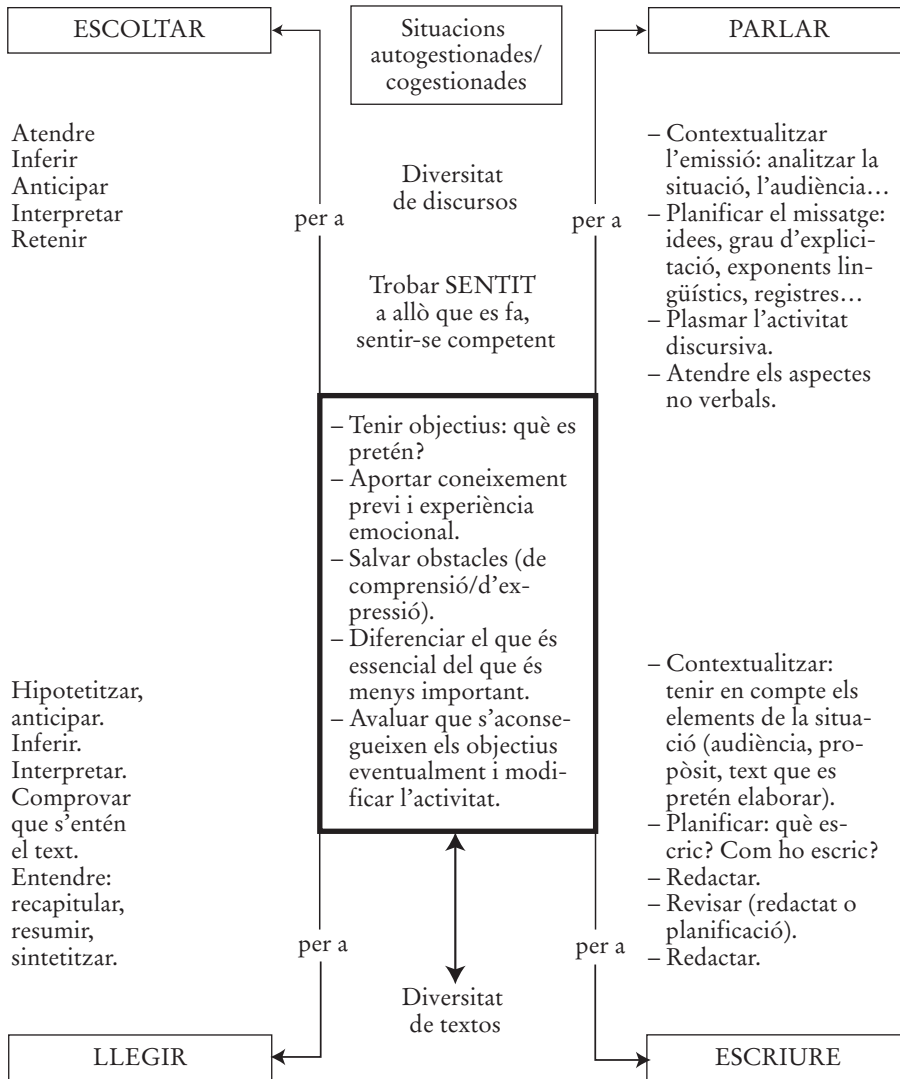 ESCOLTAR
Situacions
autogestionades/
cogestionades
PARLAR
Atendre
Inferir
Anticipar
Interpretar
Retenir
per a
Diversitat
de discursos
Trobar SENTIT
a allò que es fa,
sentir-se competent
per a
– Contextualitzar
l’emissió: analitzar la
situació, l’audiència…
– Planificar el missatge:
idees, grau d’explici-
tació, exponents lin-
güístics, registres…
– Plasmar l’activitat
discursiva.
– Atendre els aspectes
no verbals.
– Tenir objectius: què es
pretén?
– Aportar coneixement
previ i experiència
emocional.
– Salvar obstacles (de
comprensió/d’ex-
pressió).
– Diferenciar el que és
essencial del que és
menys important.
– Avaluar que s’aconse-
gueixen els objectius
eventualment i modi-
ficar l’activitat.
Hipotetitzar,
anticipar.
Inferir.
Interpretar.
Comprovar
que s’entén
el text.
Entendre:
recapitular,
resumir,
sintetitzar.
per a
Diversitat
de textos
per a
– Contextualitzar:
tenir en compte els
elements de la situa-
ció (audiència, pro-
pòsit, text que es
pretén elaborar).
– Planificar: què es-
cric? Com ho escric?
– Redactar.
– Revisar (redactat o
planificació).
– Redactar.
LLEGIR
ESCRIURE